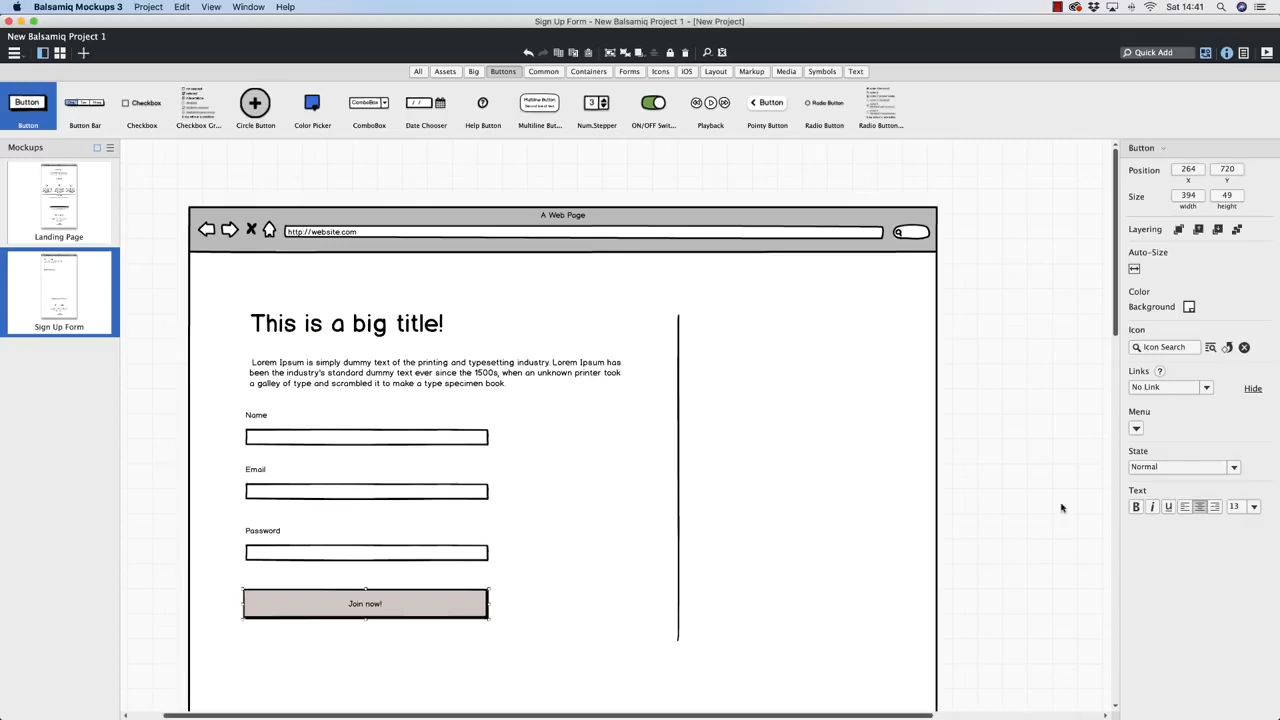 Balsamiq Mockups 3 Project Edit View Window Help Sat 14:41
Sign Up Form - New Balsamiq Project 1 - [New Project]
New Balsamiq Project 1
Quick Add
All Assets Big Buttons Common Containers Forms Icons iOS Layout Markup Media Symbols Text
Button Checkbox ComboBox / / ? Multiline Button 3 Button Radio Button
Button Button Bar Checkbox Checkbox Gr... Circle Button Color Picker ComboBox Date Chooser Help Button Multiline But... Num.Stepper ON/OFF Swit... Playback Pointy Button Radio Button Radio Button...
Mockups
Landing Page
Sign Up Form
A Web Page
http://website.com
This is a big title!
Lorem Ipsum is simply dummy text of the printing and typesetting industry. Lorem Ipsum has
been the industry's standard dummy text ever since the 1500s, when an unknown printer took
a galley of type and scrambled it to make a type specimen book.
Name
Email
Password
Join now!
Button
Position 264 720
X Y
Size 394 49
width height
Layering
Auto-Size
Color
Background
Icon
Icon Search
Links ?
No Link Hide
Menu
State
Normal
Text
B i U 13